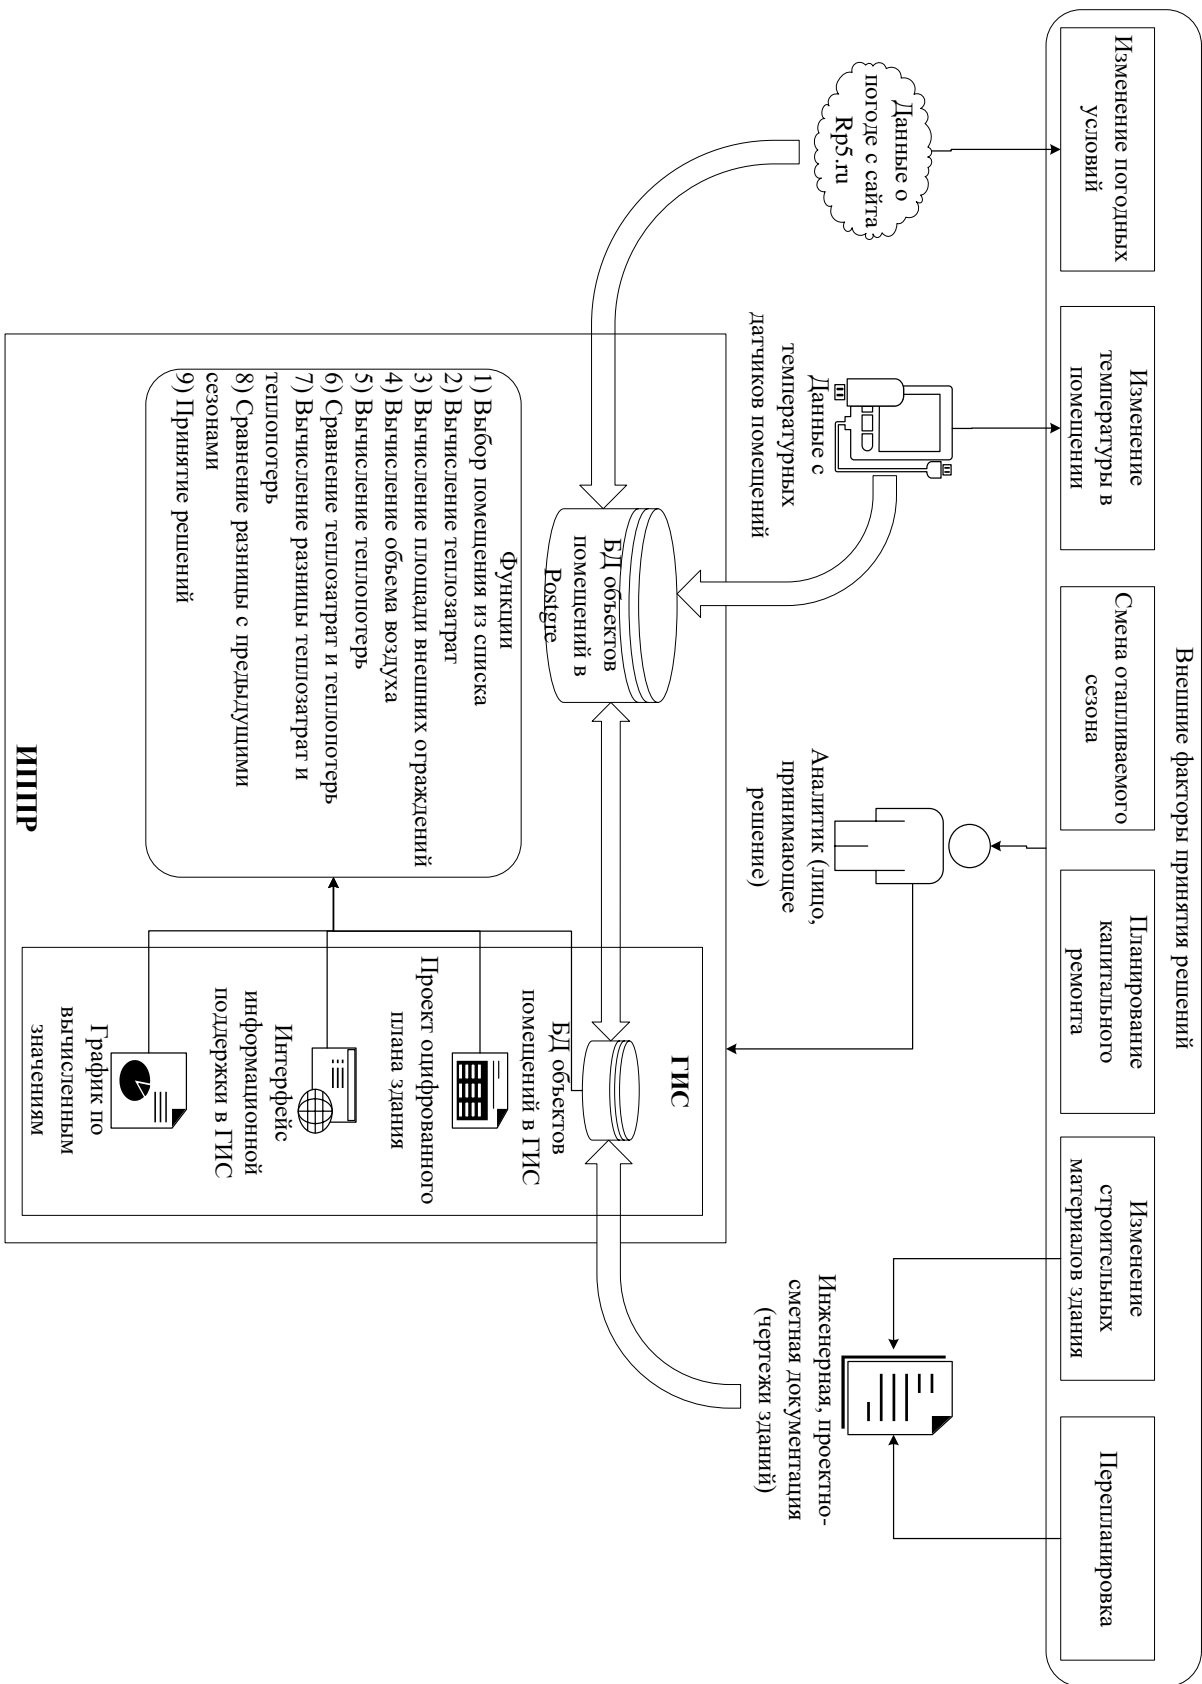 Внешние факторы принятия решений
Изменение погодных
условий
Изменение
температуры в
помещении
Смена отапливаемого
сезона
Планирование
капитального
ремонта
Изменение
строительных
материалов здания
Перепланировка
Данные о
погоде с сайта
Rp5.ru
Данные с
температурных
датчиков помещений
Аналитик (лицо,
принимающее
решение)
Инженерная, проектно-
сметная документация
(чертежи зданий)
БД объектов
помещений в
Postgre
ГИС
БД объектов
помещений в ГИС
Проект оцифрованного
плана здания
Интерфейс
информационной
поддержки в ГИС
График по
вычисленным
значениям
Функции
1) Выбор помещения из списка
2) Вычисление теплозатрат
3) Вычисление площади внешних ограждений
4) Вычисление объема воздуха
5) Вычисление теплопотерь
6) Сравнение теплозатрат и теплопотерь
7) Вычисление разницы теплозатрат и
теплопотерь
8) Сравнение разницы с предыдущими
сезонами
9) Принятие решений
ИППР